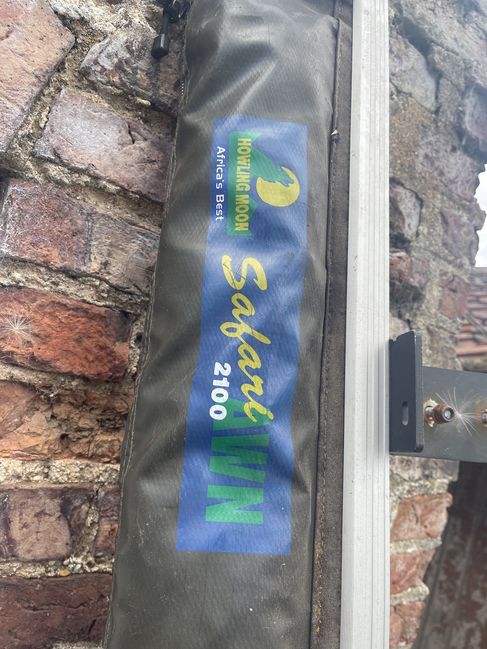 HOWLING MOON
Africa's Best
Safari
2100
AWN